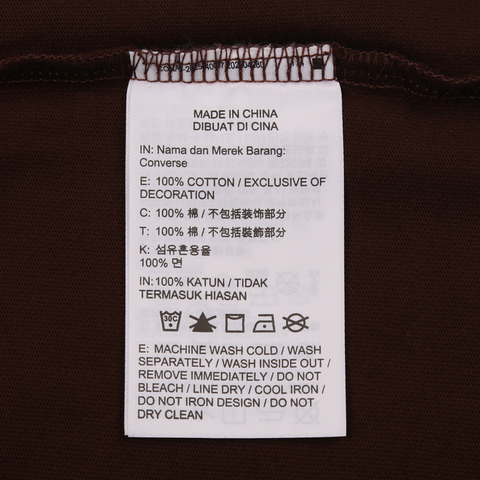 MADE IN CHINA
DIBUAT DI CINA
IN: Nama dan Merek Barang:
Converse
E: 100% COTTON / EXCLUSIVE OF
DECORATION
C: 100% 棉 / 不包括装饰部分
T: 100% 棉 / 不包括裝飾部分
K: 섬유혼용율
100% 면
IN: 100% KATUN / TIDAK
TERMASUK HIASAN
30C
E: MACHINE WASH COLD / WASH
SEPARATELY / WASH INSIDE OUT /
REMOVE IMMEDIATELY / DO NOT
BLEACH / LINE DRY / COOL IRON /
DO NOT IRON DESIGN / DO NOT
DRY CLEAN